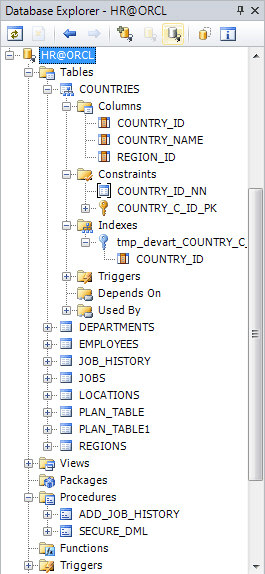 Database Explorer - HR@ORCL
HR@ORCL
Tables
COUNTRIES
Columns
COUNTRY_ID
COUNTRY_NAME
REGION_ID
Constraints
COUNTRY_ID_NN
COUNTRY_C_ID_PK
Indexes
tmp_devart_COUNTRY_C_
COUNTRY_ID
Triggers
Depends On
Used By
DEPARTMENTS
EMPLOYEES
JOB_HISTORY
JOBS
LOCATIONS
PLAN_TABLE
PLAN_TABLE1
REGIONS
Views
Packages
Procedures
ADD_JOB_HISTORY
SECURE_DML
Functions
Triggers